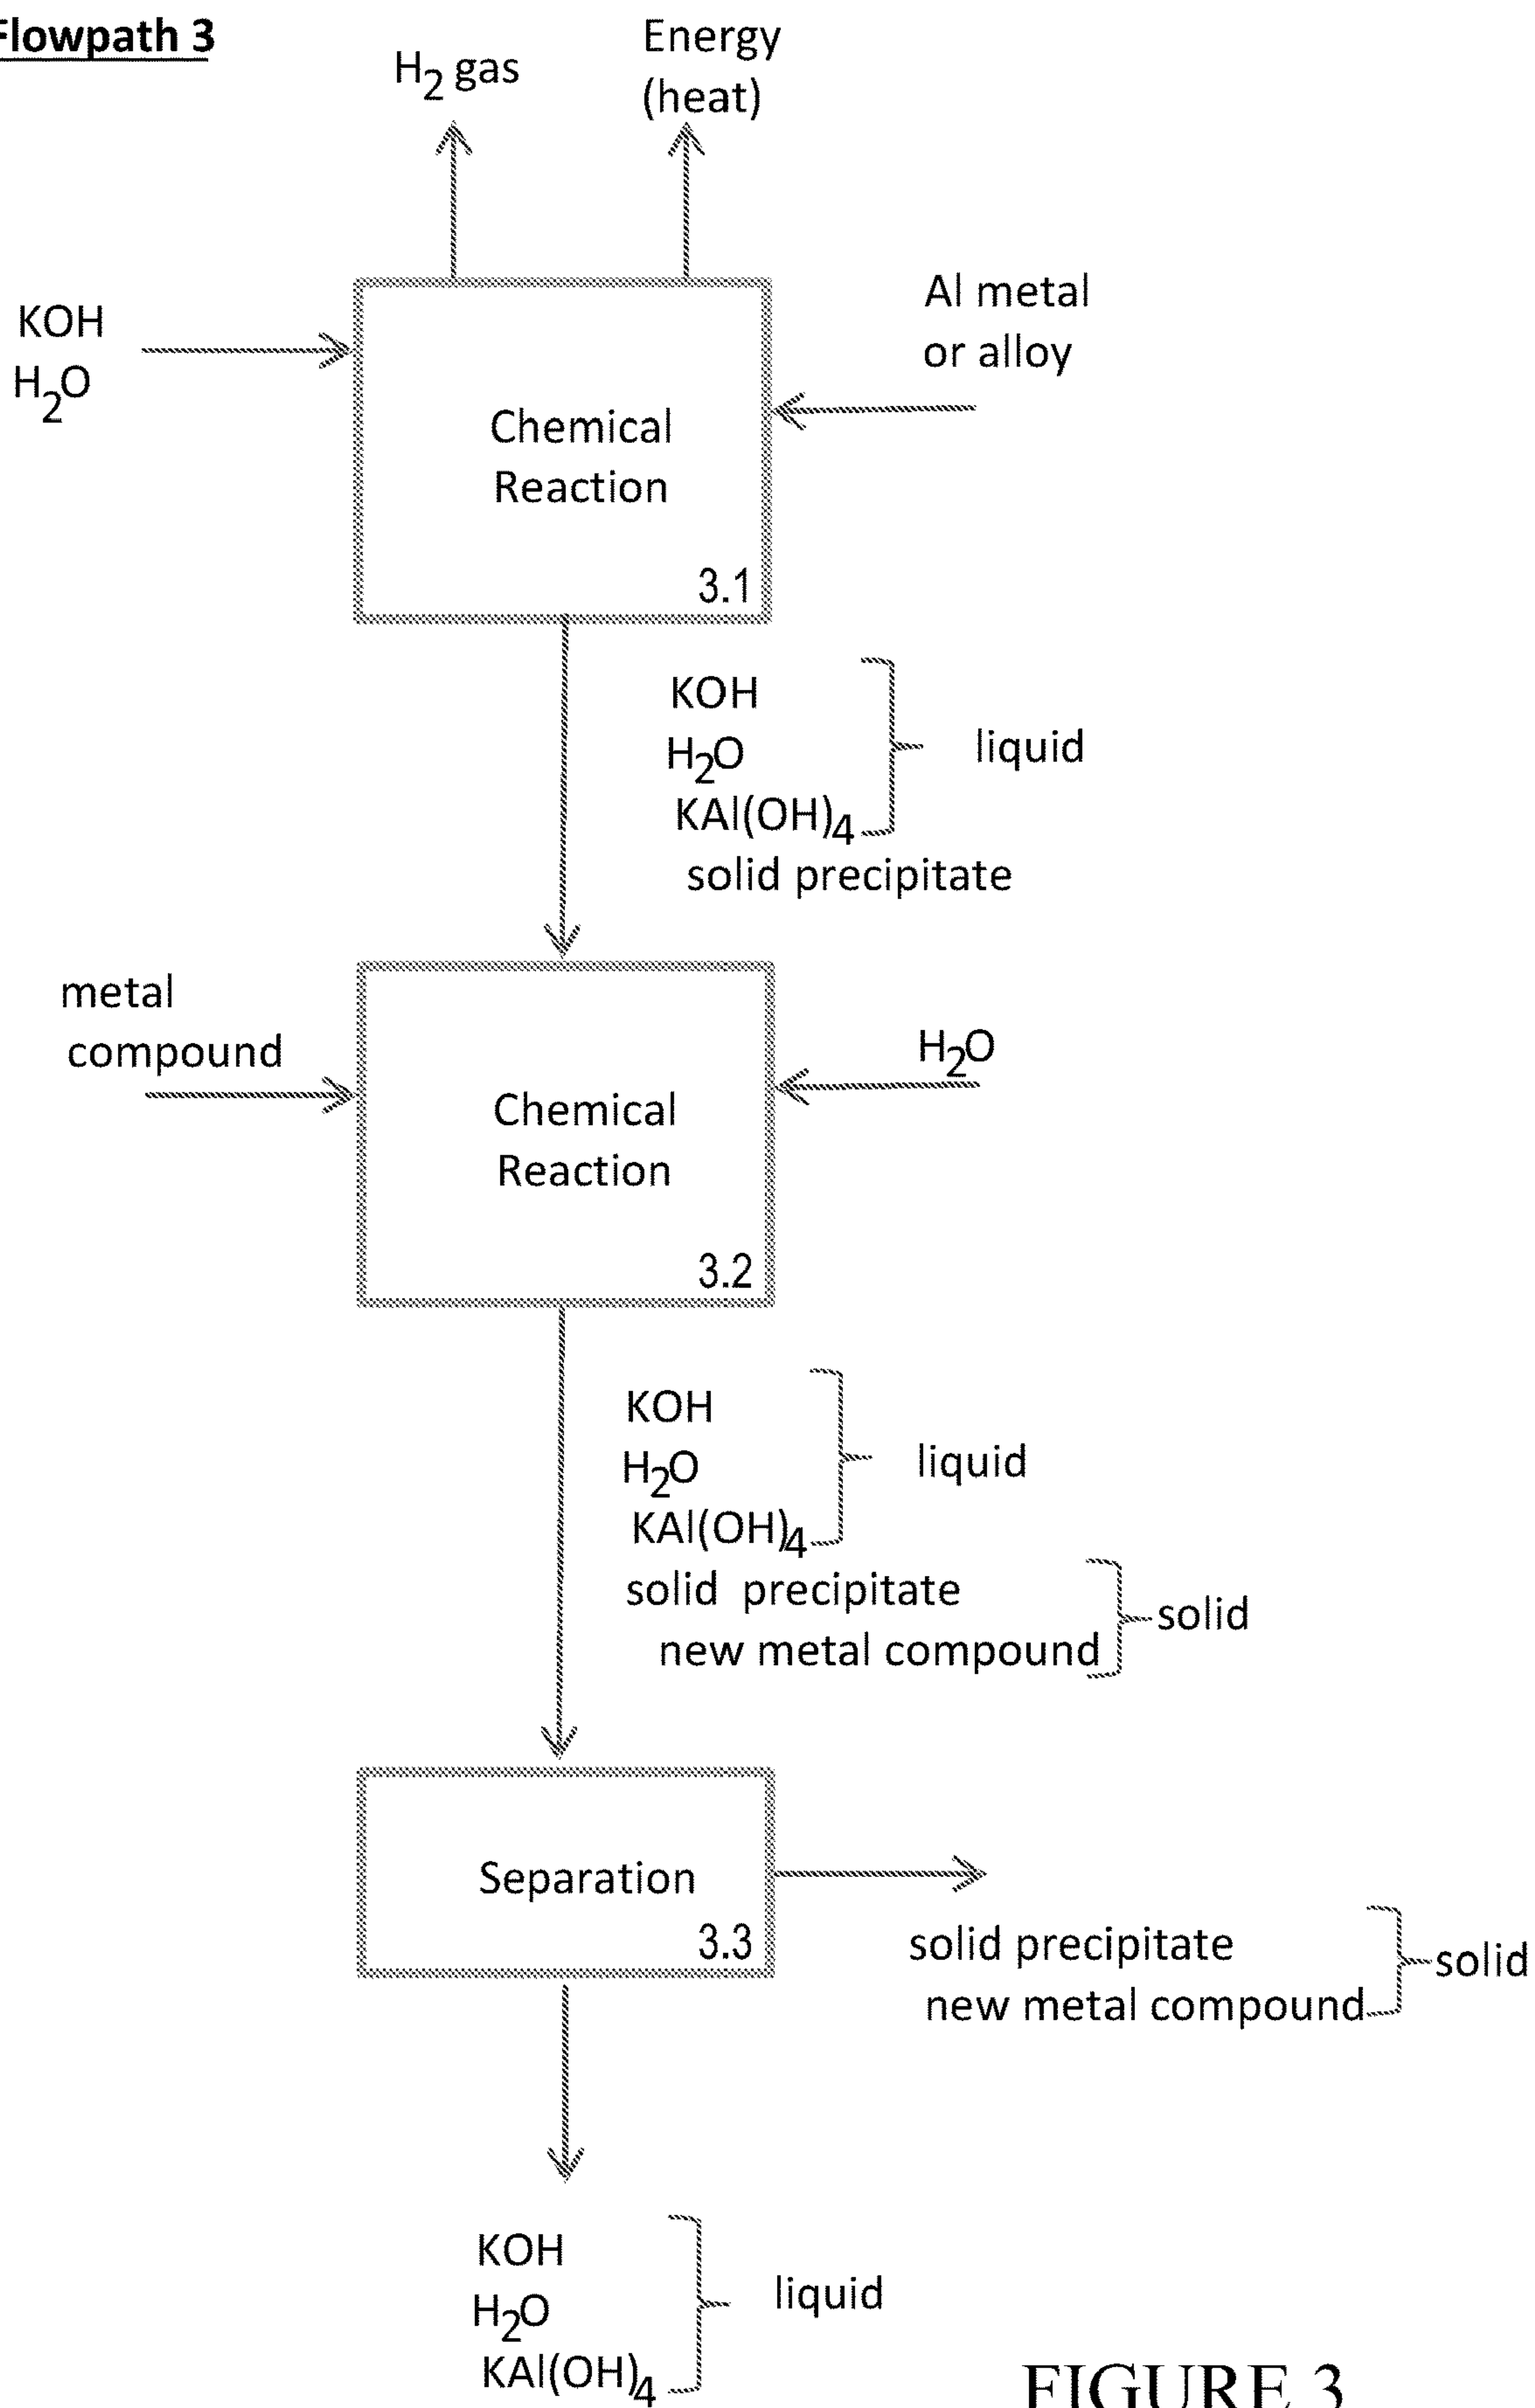 Flowpath 3
H2 gas
Energy
(heat)
KOH
H2O
Al metal
or alloy
Chemical
Reaction
3.1
KOH
H2O
KAl(OH)4
liquid
solid precipitate
metal
compound
H2O
Chemical
Reaction
3.2
KOH
H2O
KAl(OH)4
liquid
solid precipitate
new metal compound
solid
Separation
3.3
solid precipitate
new metal compound
solid
KOH
H2O
KAl(OH)4
liquid
FIGURE 3